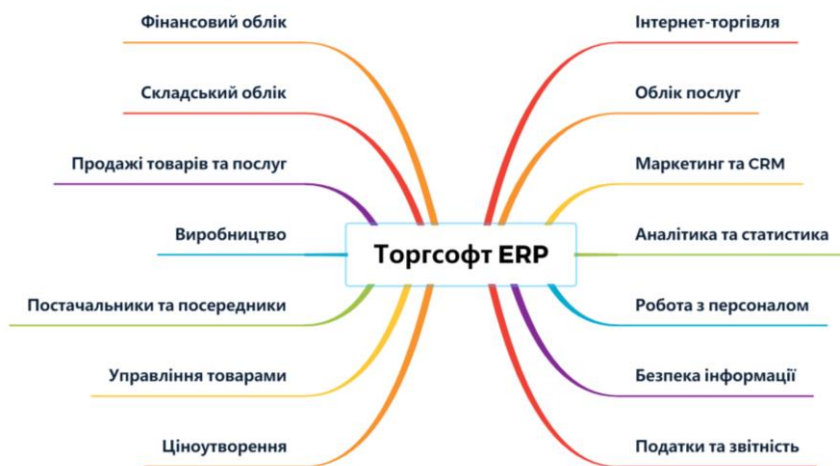 Фінансовий облік
Складський облік
Продажі товарів та послуг
Виробництво
Постачальники та посередники
Управління товарами
Ціноутворення
Торгсофт ERP
Інтернет-торгівля
Облік послуг
Маркетинг та CRM
Аналітика та статистика
Робота з персоналом
Безпека інформації
Податки та звітність